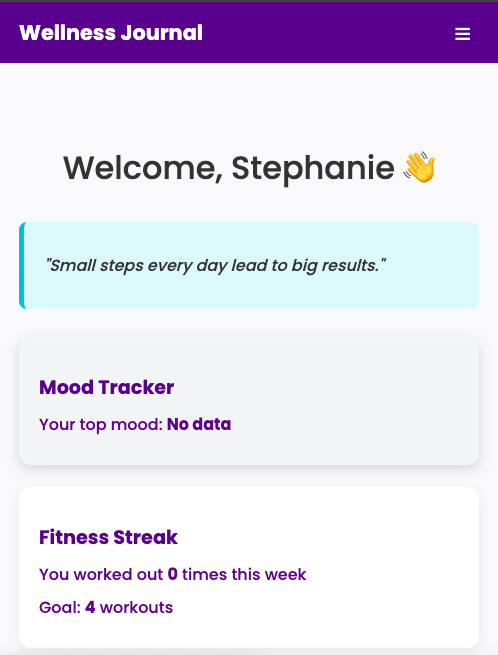 Wellness Journal
Welcome, Stephanie 👋
"Small steps every day lead to big results."
Mood Tracker
Your top mood: No data
Fitness Streak
You worked out 0 times this week
Goal: 4 workouts